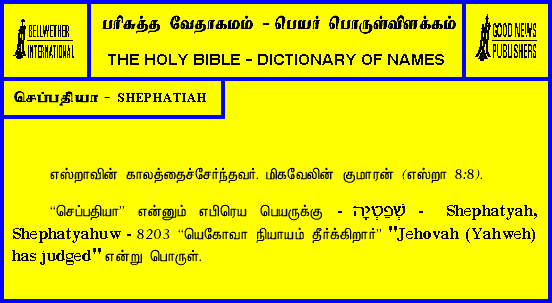 BELLWETHER
INTERNATIONAL
பரிசுத்த வேதாகமம் - பெயர் பொருள்விளக்கம்
THE HOLY BIBLE - DICTIONARY OF NAMES
GOOD NEWS
PUBLISHERS
செப்பதியா - SHEPHATIAH
எஸ்றாவின் காலத்தைச்சேர்ந்தவர். மிகவேலின் குமாரன் (எஸ்றா 8:8).
“செப்பதியா” என்னும் எபிரெய பெயருக்கு - שְׁפַטְיָה - Shephatyah,
Shephatyahuw - 8203 “யெகோவா நியாயம் தீர்க்கிறார்” "Jehovah (Yahweh)
has judged" என்று பொருள்.